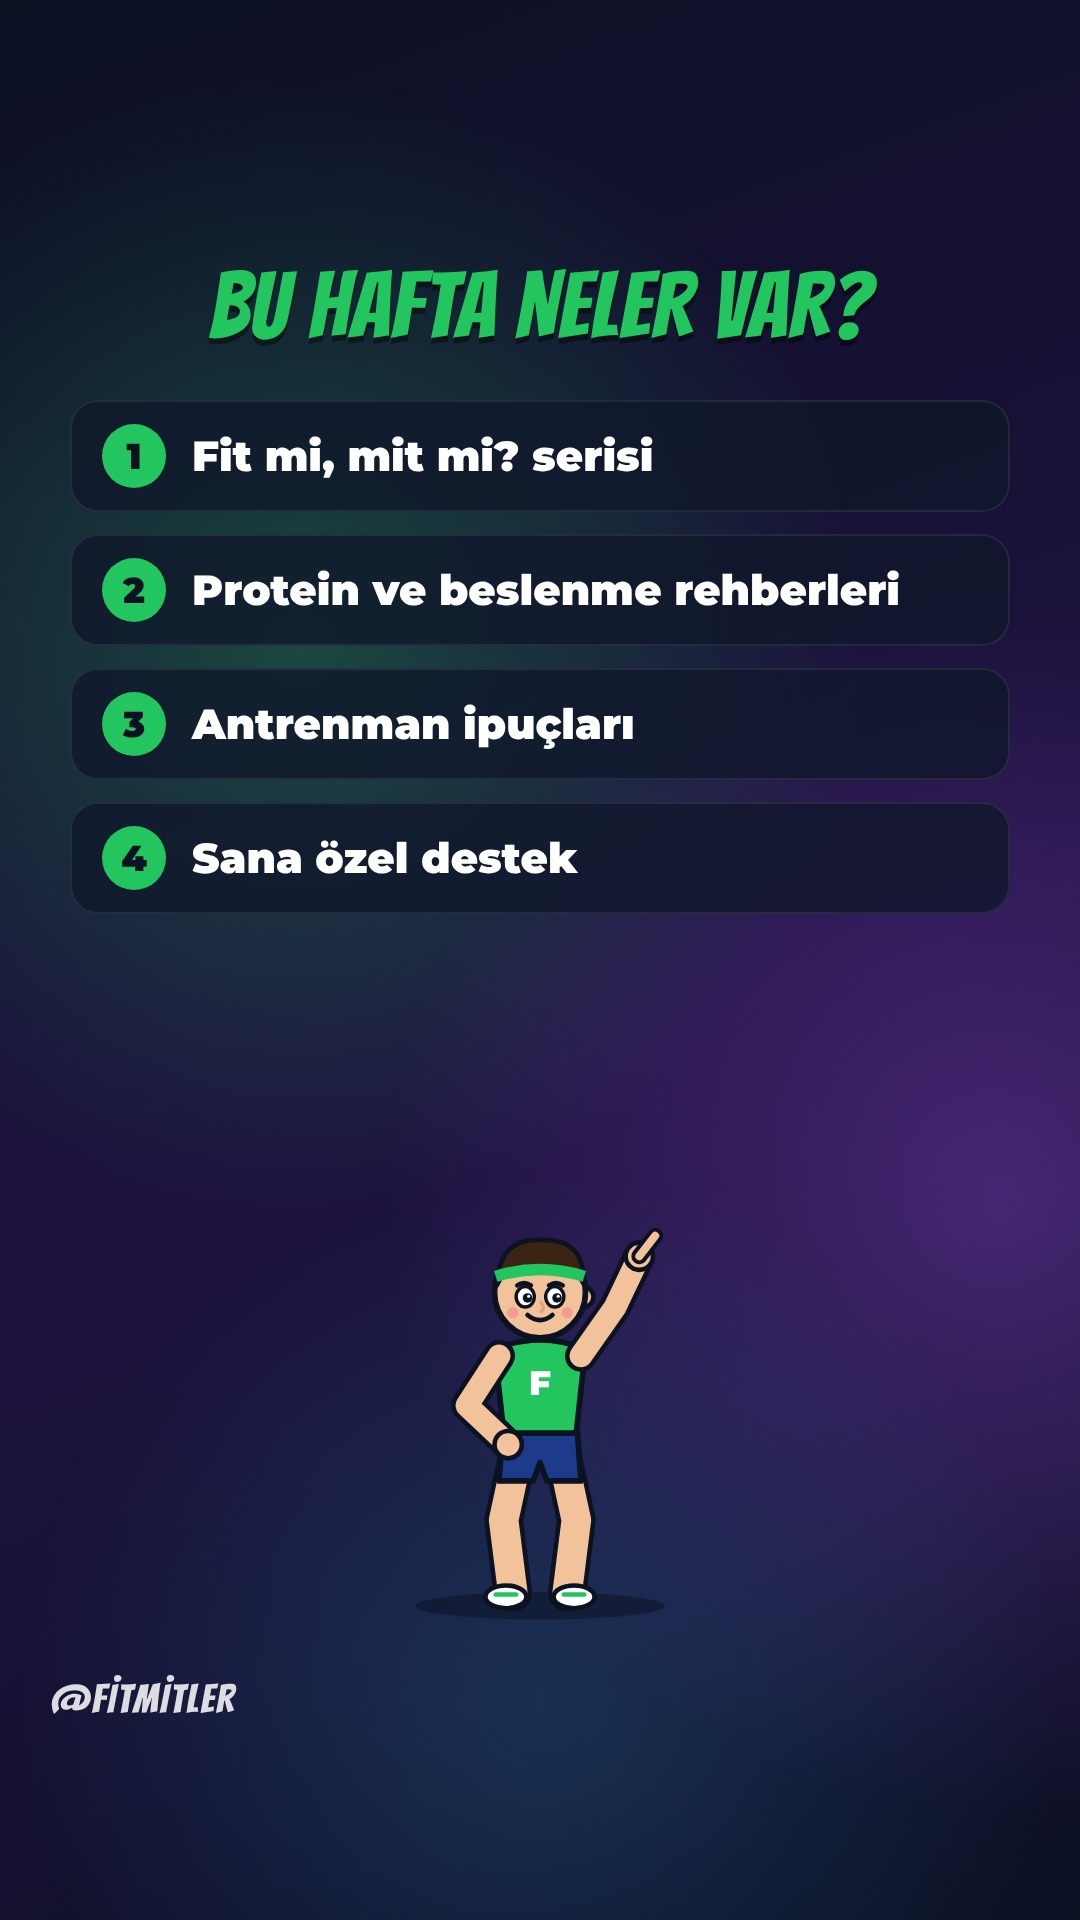 BU HAFTA NELER VAR?
1 Fit mi, mit mi? serisi
2 Protein ve beslenme rehberleri
3 Antrenman ipuçları
4 Sana özel destek
F
@FİTMİTLER